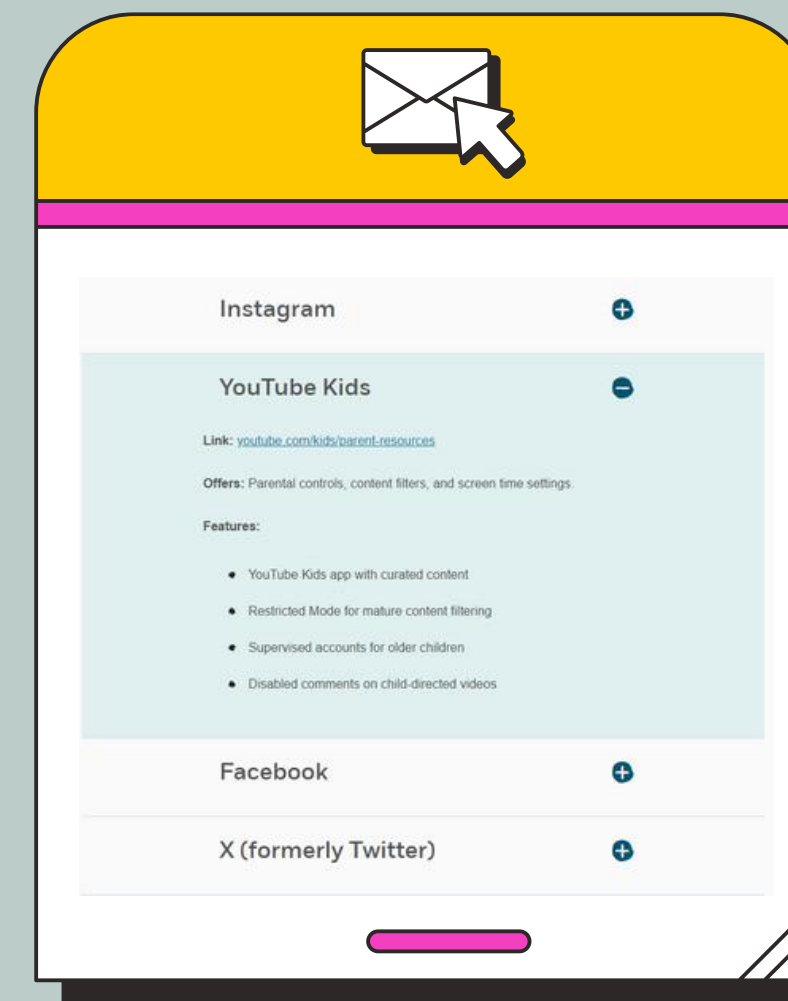 Instagram
YouTube Kids
Link: youtube.com/kids/parent-resources
Offers: Parental controls, content filters, and screen time settings.
Features:
YouTube Kids app with curated content
Restricted Mode for mature content filtering
Supervised accounts for older children
Disabled comments on child-directed videos
Facebook
X (formerly Twitter)